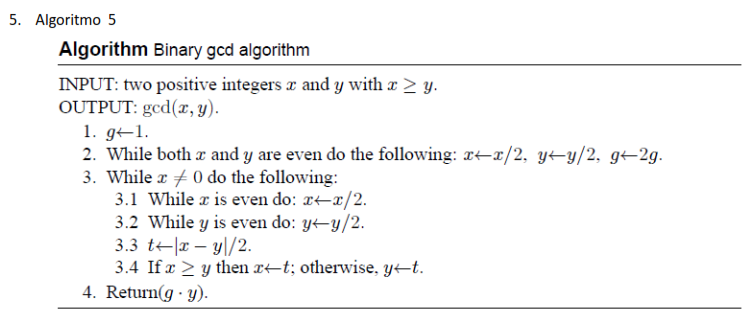 5. Algoritmo 5
Algorithm Binary gcd algorithm
INPUT: two positive integers x and y with x ≥ y.
OUTPUT: gcd(x, y).
1. g←1.
2. While both x and y are even do the following: x←x/2, y←y/2, g←2g.
3. While x ≠ 0 do the following:
3.1 While x is even do: x←x/2.
3.2 While y is even do: y←y/2.
3.3 t←|x − y|/2.
3.4 If x ≥ y then x←t; otherwise, y←t.
4. Return(g · y).